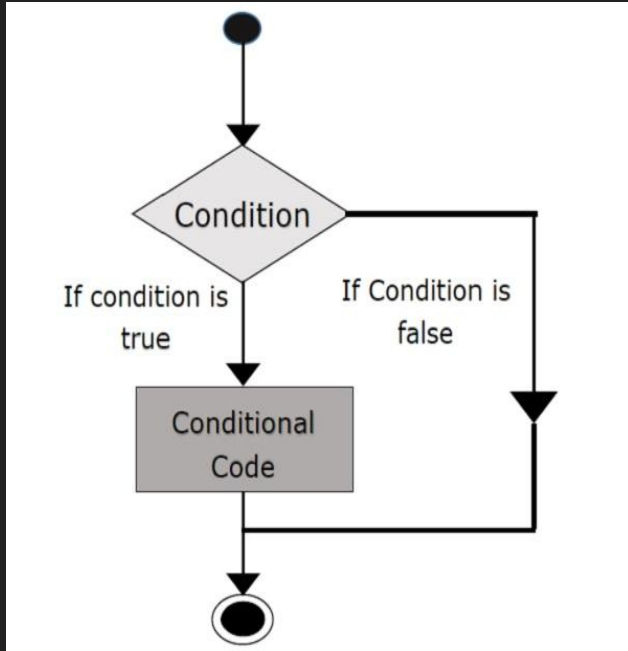 Condition
If condition is
true
If Condition is
false
Conditional
Code